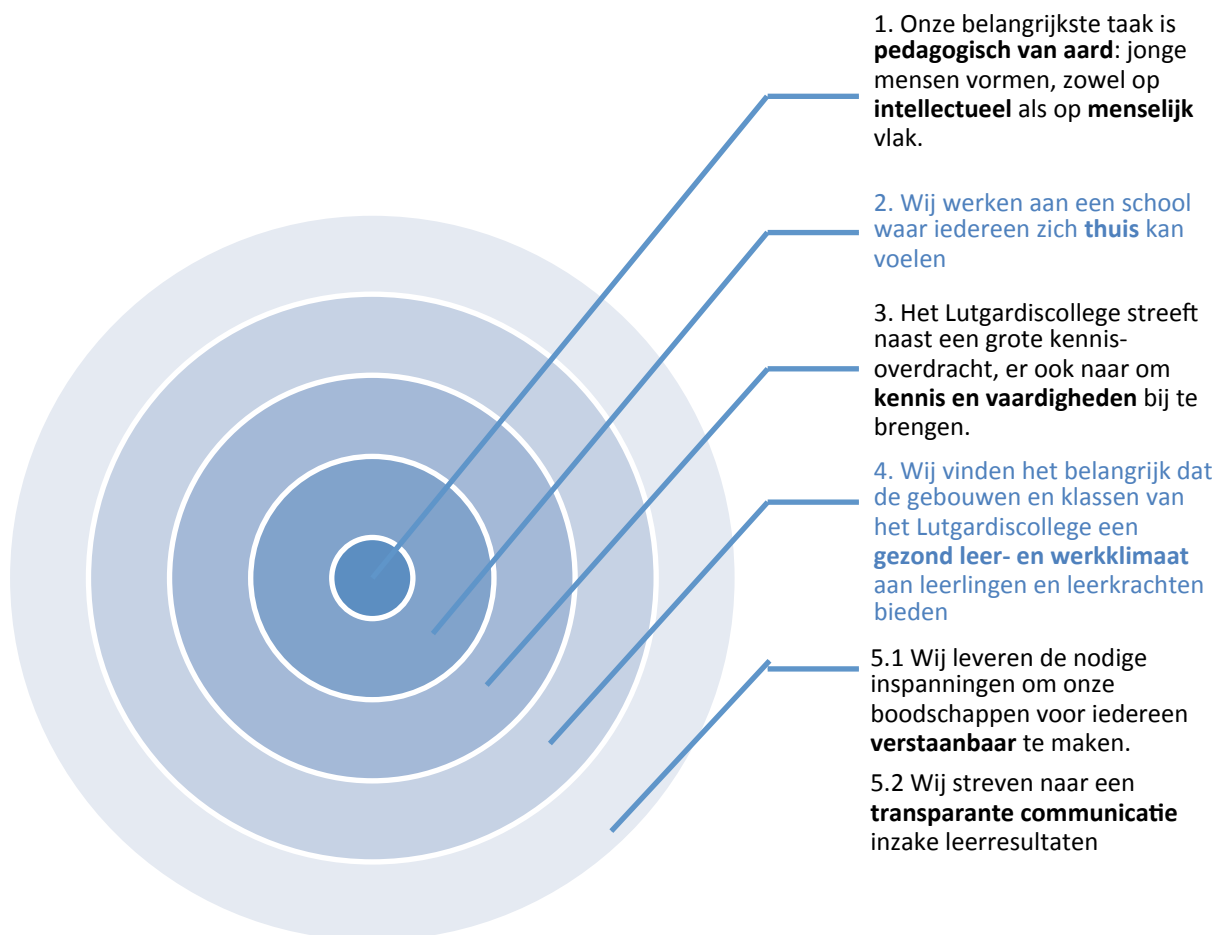 1. Onze belangrijkste taak is
pedagogisch van aard: jonge
mensen vormen, zowel op
intellectueel als op menselijk
vlak.
2. Wij werken aan een school
waar iedereen zich thuis kan
voelen
3. Het Lutgardiscollege streeft
naast een grote kennis-
overdracht, er ook naar om
kennis en vaardigheden bij te
brengen.
4. Wij vinden het belangrijk dat
de gebouwen en klassen van
het Lutgardiscollege een
gezond leer- en werkklimaat
aan leerlingen en leerkrachten
bieden
5.1 Wij leveren de nodige
inspanningen om onze
boodschappen voor iedereen
verstaanbaar te maken.
5.2 Wij streven naar een
transparante communicatie
inzake leerresultaten